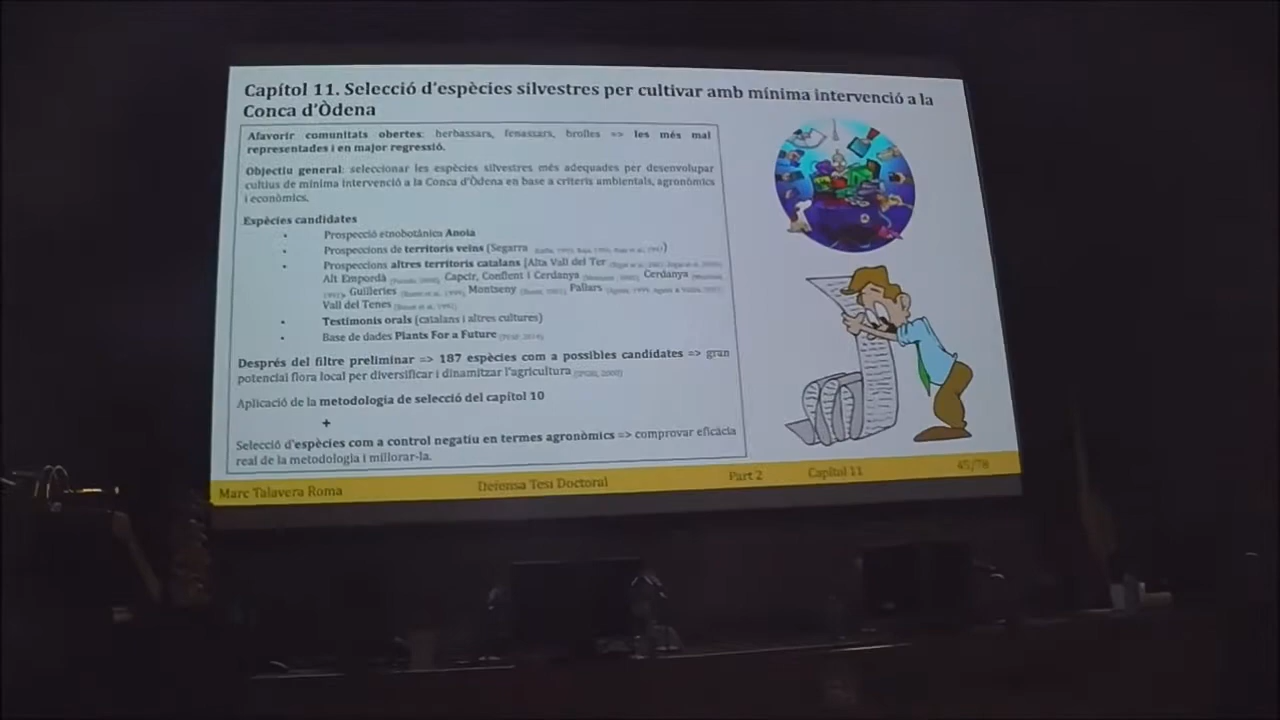 Capítol 11. Selecció d'espècies silvestres per cultivar amb mínima intervenció a la
Conca d'Òdena
Afavorir comunitats obertes: herbassars, fenassars, brolles => les més mal
representades i en major regressió.
Objectiu general: seleccionar les espècies silvestres més adequades per desenvolupar
cultius de mínima intervenció a la Conca d'Òdena en base a criteris ambientals, agronòmics
i econòmics.
Espècies candidates
• Prospecció etnobotànica Anoia
• Prospeccions de territoris veïns (Segarra
• Prospeccions altres territoris catalans [Alta Vall del Ter
Alt Empordà Capcir, Conflent i Cerdanya Cerdanya
Guilleries Montseny Pallars
Vall del Tenes
• Testimonis orals (catalans i altres cultures)
• Base de dades Plants For a Future
Després del filtre preliminar => 187 espècies com a possibles candidates => gran
potencial flora local per diversificar i dinamitzar l'agricultura
Aplicació de la metodologia de selecció del capítol 10
+
Selecció d'espècies com a control negatiu en termes agronòmics => comprovar eficàcia
real de la metodologia i millorar-la.
Marc Talavera Roma Defensa Tesi Doctoral Part 2 Capítol 11 45/78